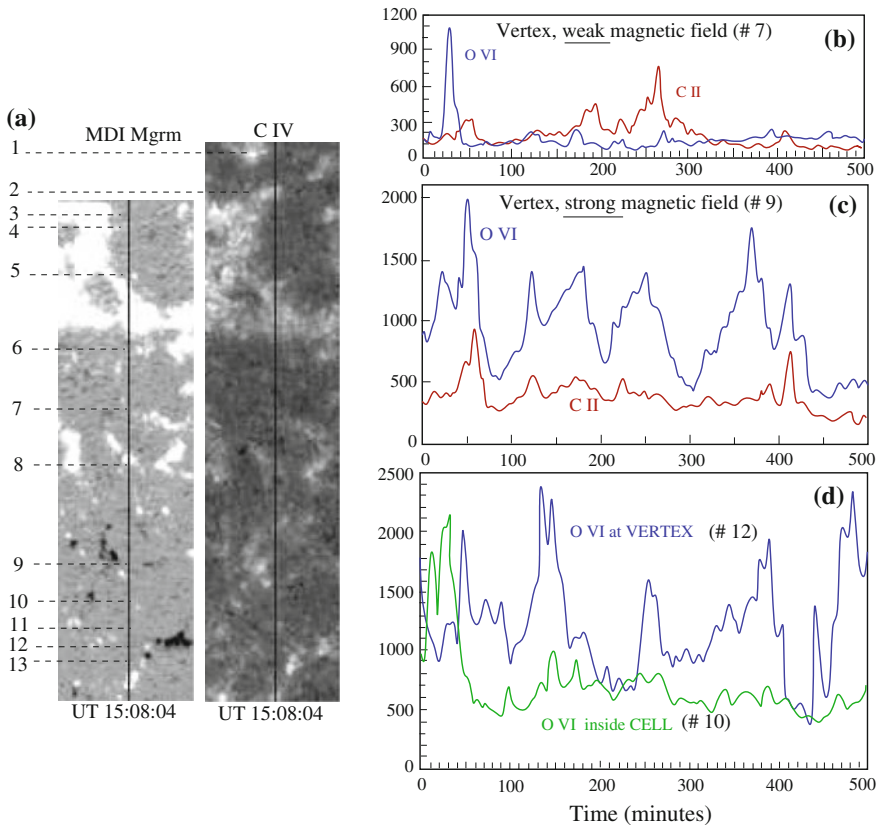 (a)
MDI Mgrm
C IV
1
2
3
4
5
6
7
8
9
10
11
12
13
UT 15:08:04
UT 15:08:04
1200
900
600
300
0
Vertex, weak magnetic field (# 7)
(b)
O VI
C II
0
100
200
300
400
500
2000
1500
1000
500
0
Vertex, strong magnetic field (# 9)
(c)
O VI
C II
0
100
200
300
400
500
2500
2000
1500
1000
500
0
(d)
O VI at VERTEX (# 12)
O VI inside CELL (# 10)
0
100
200
300
400
500
Time (minutes)